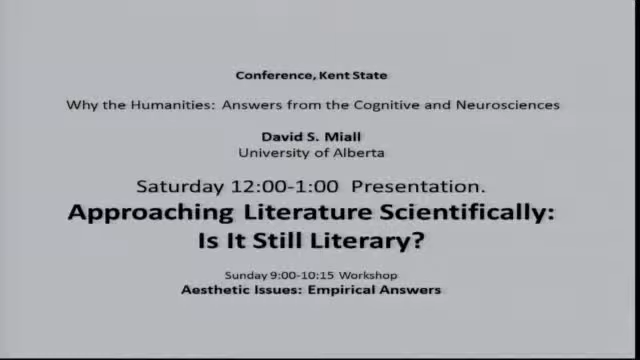 Conference, Kent State
Why the Humanities: Answers from the Cognitive and Neurosciences
David S. Miall
University of Alberta
Saturday 12:00-1:00 Presentation.
Approaching Literature Scientifically:
Is It Still Literary?
Sunday 9:00-10:15 Workshop
Aesthetic Issues: Empirical Answers